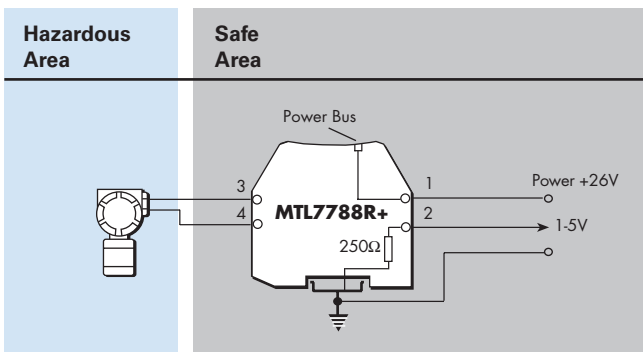 Hazardous
Area
Safe
Area
Power Bus
3
1
Power +26V
4
MTL7788R+
2
1-5V
250Ω